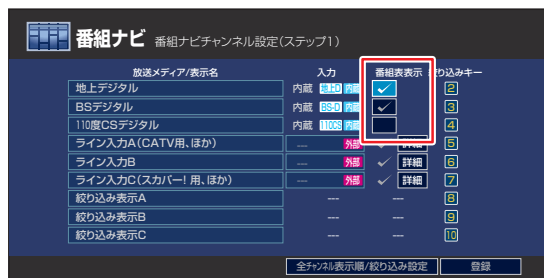 番組ナビ 番組ナビチャンネル設定(ステップ1)
放送メディア/表示名 入力 番組表表示 絞り込みキー
地上デジタル 内蔵 地上D 内蔵 ✓ 2
BSデジタル 内蔵 BS-D 内蔵 ✓ 3
110度CSデジタル 内蔵 110CS 内蔵 4
ライン入力A(CATV用、ほか) --- 外部 ✓ 詳細 5
ライン入力B --- 外部 ✓ 詳細 6
ライン入力C(スカパー! 用、ほか) --- 外部 ✓ 詳細 7
絞り込み表示A --- --- 8
絞り込み表示B --- --- 9
絞り込み表示C --- --- 10
全チャンネル表示順/絞り込み設定 登録